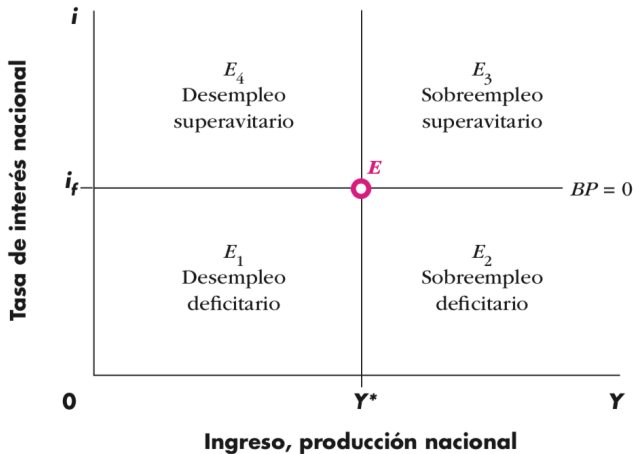 i
Tasa de interés nacional
E4
Desempleo
superavitario
E3
Sobreempleo
superavitario
if
E
BP = 0
E1
Desempleo
deficitario
E2
Sobreempleo
deficitario
0
Y*
Y
Ingreso, producción nacional